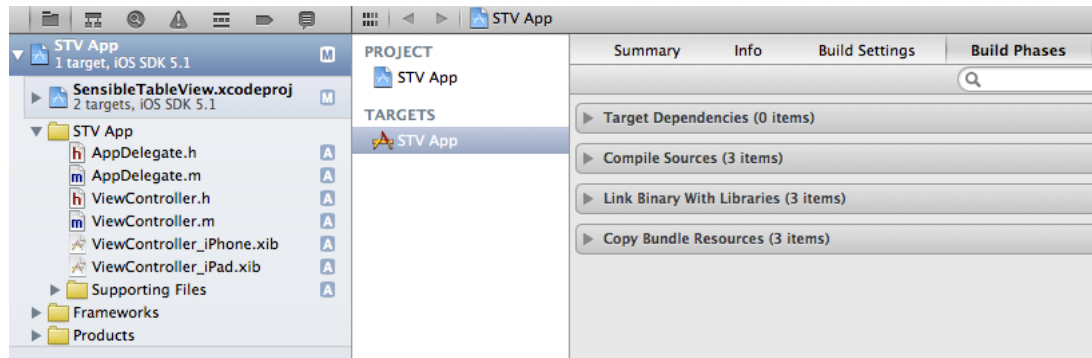 STV App
STV App
1 target, iOS SDK 5.1
M
SensibleTableView.xcodeproj
2 targets, iOS SDK 5.1
M
STV App
h AppDelegate.h A
m AppDelegate.m A
h ViewController.h A
m ViewController.m A
ViewController_iPhone.xib A
ViewController_iPad.xib A
Supporting Files A
Frameworks
Products
PROJECT
STV App
TARGETS
STV App
Summary Info Build Settings Build Phases
Target Dependencies (0 items)
Compile Sources (3 items)
Link Binary With Libraries (3 items)
Copy Bundle Resources (3 items)